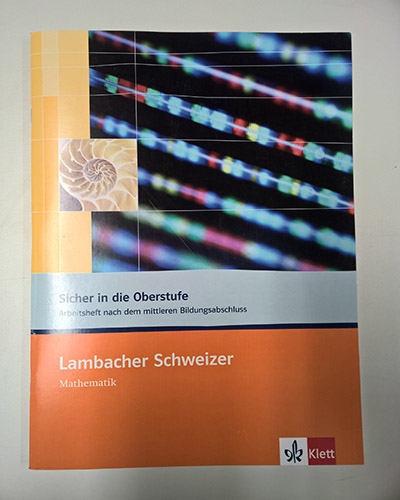 Sicher in die Oberstufe
Arbeitsheft nach dem mittleren Bildungsabschluss
Lambacher Schweizer
Mathematik
Klett